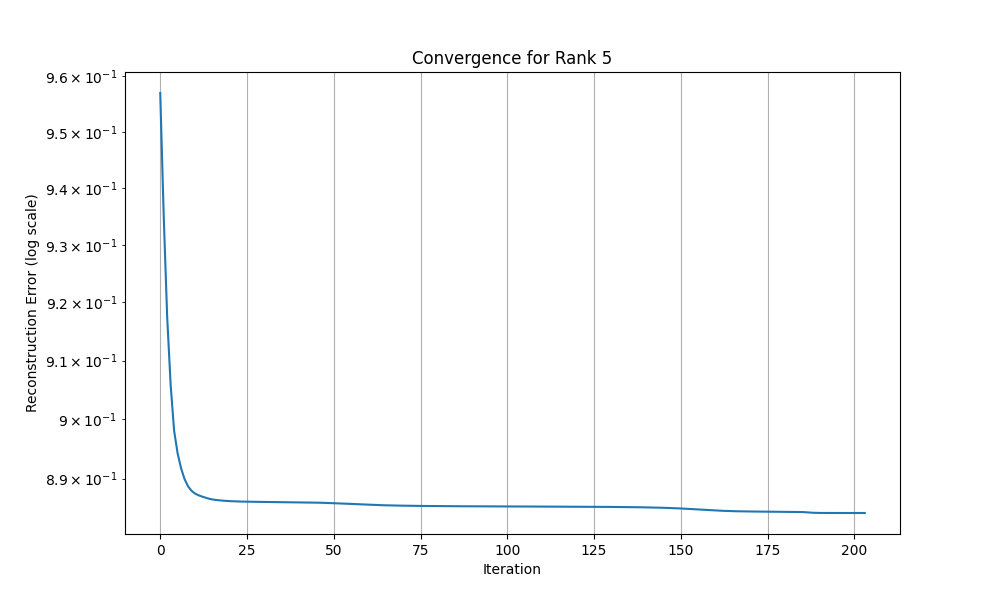 Convergence for Rank 5
9.6 × 10⁻¹
9.5 × 10⁻¹
9.4 × 10⁻¹
9.3 × 10⁻¹
9.2 × 10⁻¹
9.1 × 10⁻¹
9 × 10⁻¹
8.9 × 10⁻¹
Reconstruction Error (log scale)
0 25 50 75 100 125 150 175 200
Iteration